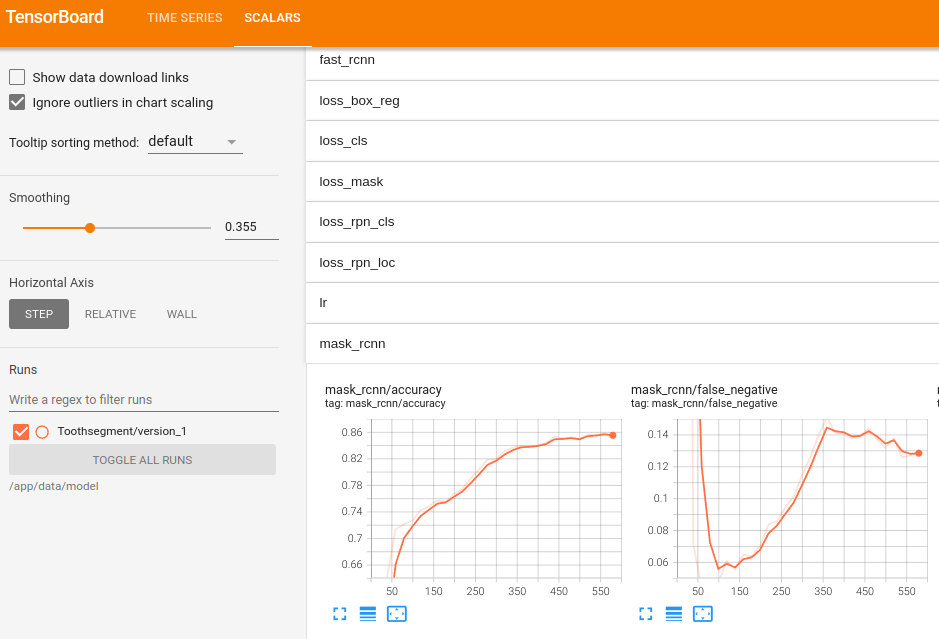 TensorBoard
TIME SERIES
SCALARS
Show data download links
Ignore outliers in chart scaling
Tooltip sorting method: default
Smoothing
0.355
Horizontal Axis
STEP
RELATIVE
WALL
Runs
Write a regex to filter runs
Toothsegment/version_1
TOGGLE ALL RUNS
/app/data/model
fast_rcnn
loss_box_reg
loss_cls
loss_mask
loss_rpn_cls
loss_rpn_loc
lr
mask_rcnn
mask_rcnn/accuracy
tag: mask_rcnn/accuracy
0.86
0.82
0.78
0.74
0.7
0.66
50 150 250 350 450 550
mask_rcnn/false_negative
tag: mask_rcnn/false_negative
0.14
0.12
0.1
0.08
0.06
50 150 250 350 450 550